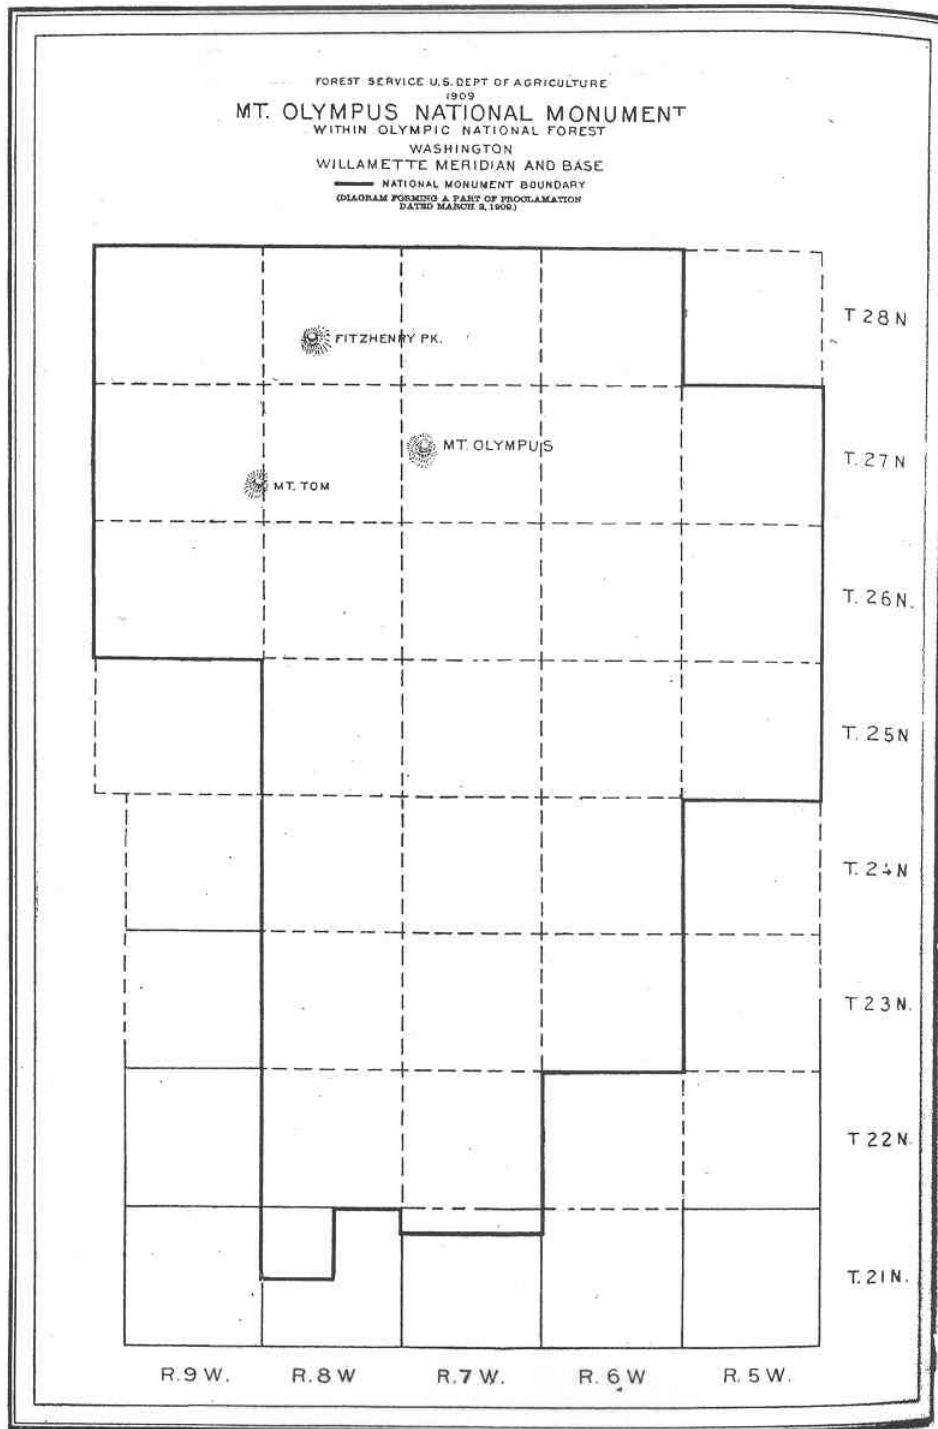 FOREST SERVICE U.S. DEPT OF AGRICULTURE
1909
MT. OLYMPUS NATIONAL MONUMENT
WITHIN OLYMPIC NATIONAL FOREST
WASHINGTON
WILLAMETTE MERIDIAN AND BASE
NATIONAL MONUMENT BOUNDARY
(DIAGRAM FORMING A PART OF PROCLAMATION
DATED MARCH 2, 1909.)
T 28 N
FITZHENRY PK.
MT. OLYMPUS
T. 27 N
MT. TOM
T. 26 N.
T. 25 N
T. 24 N
T 23 N.
T 22 N.
T. 21 N.
R. 9 W. R. 8 W R. 7 W. R. 6 W R. 5 W.